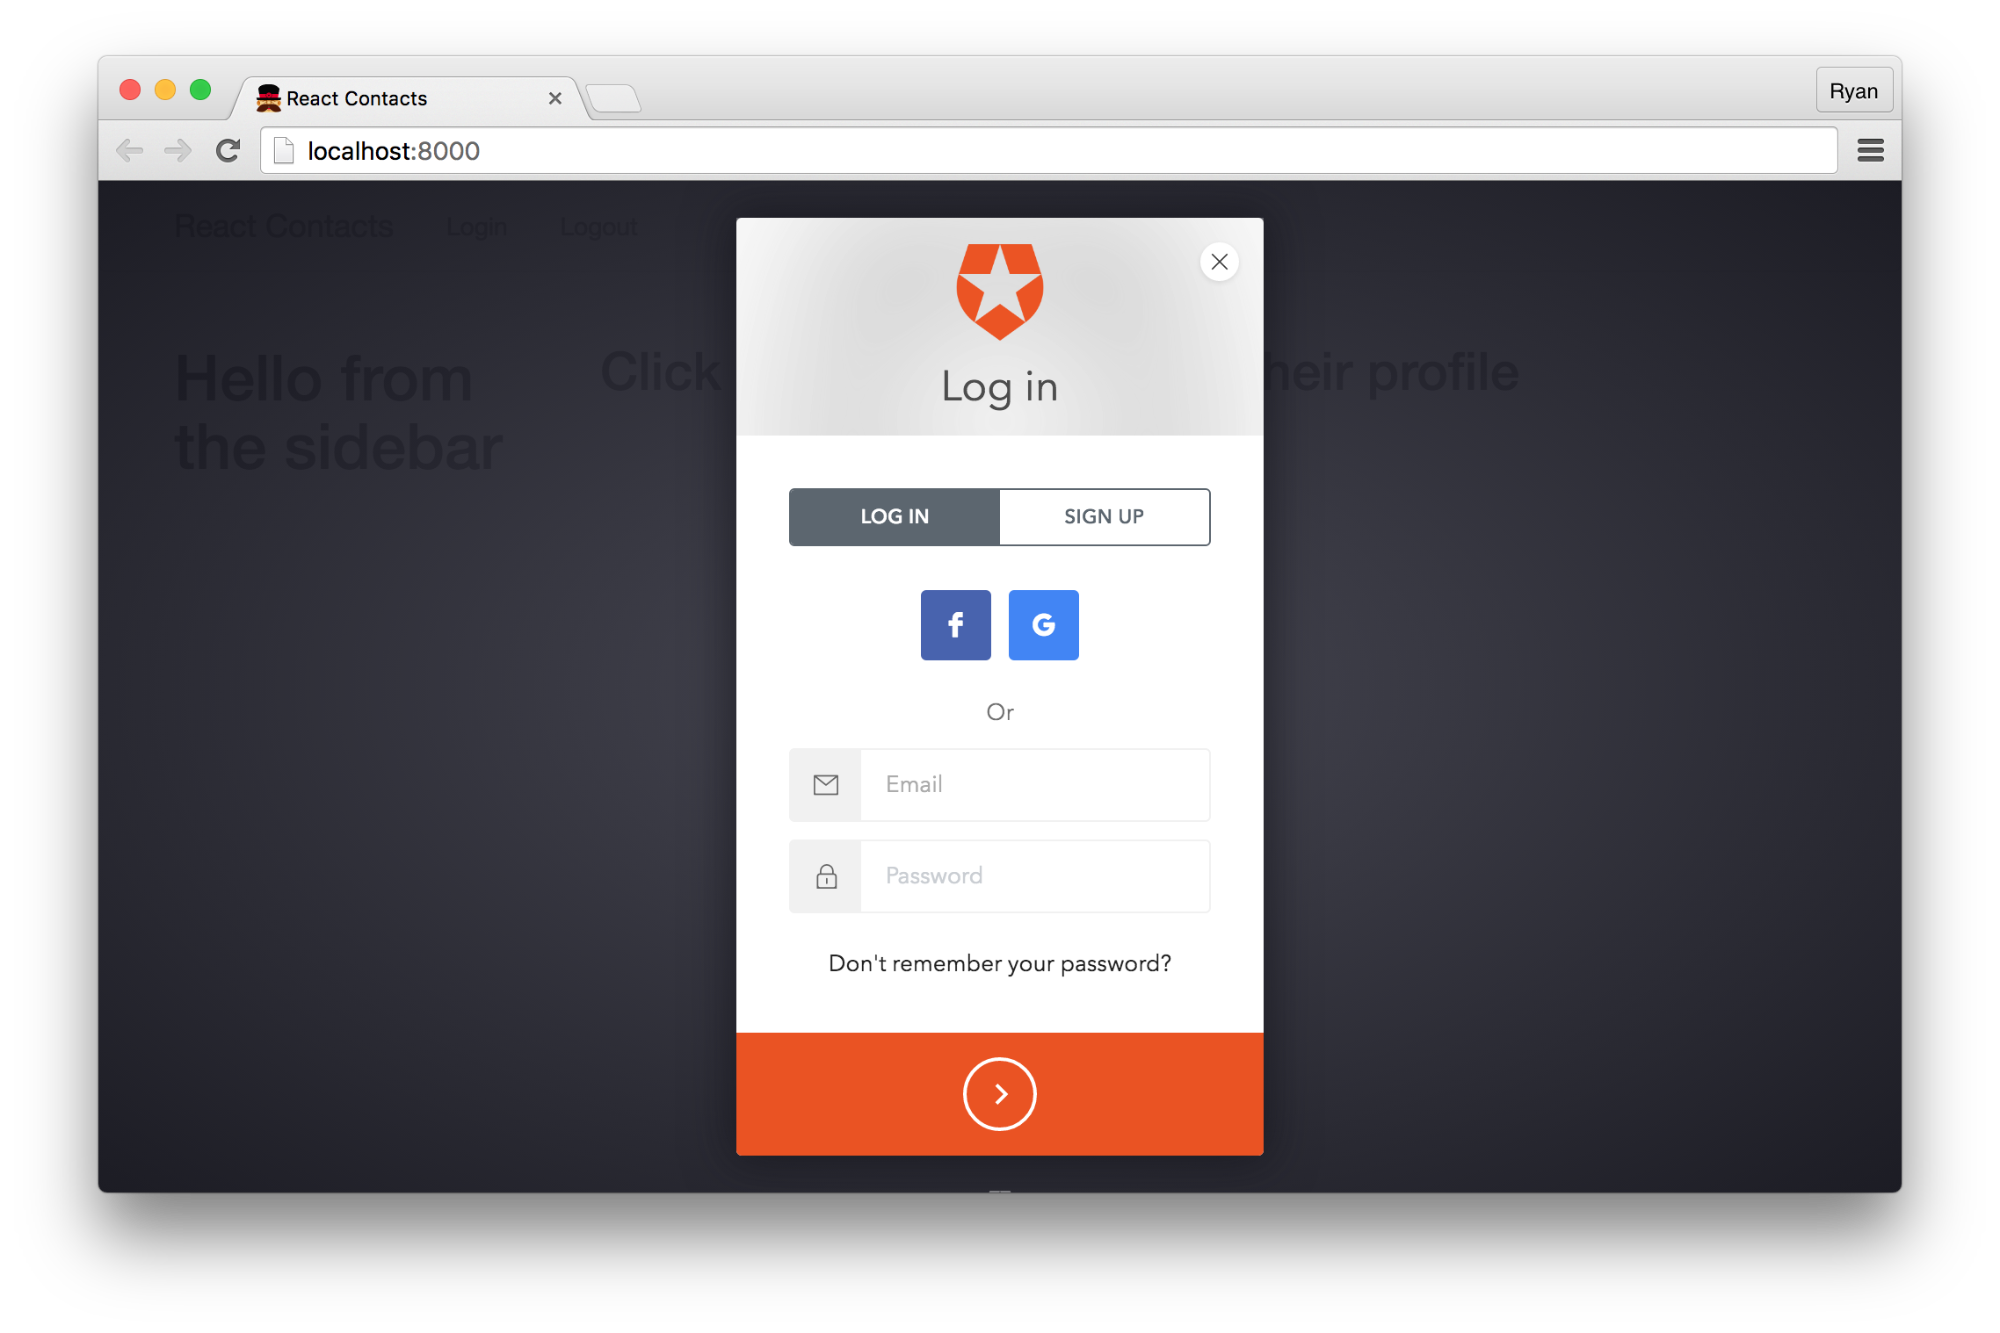 React Contacts
Ryan
localhost:8000
React Contacts Login Logout
Hello from
the sidebar
Click
heir profile
Log in
LOG IN SIGN UP
f G
Or
Email
Password
Don't remember your password?